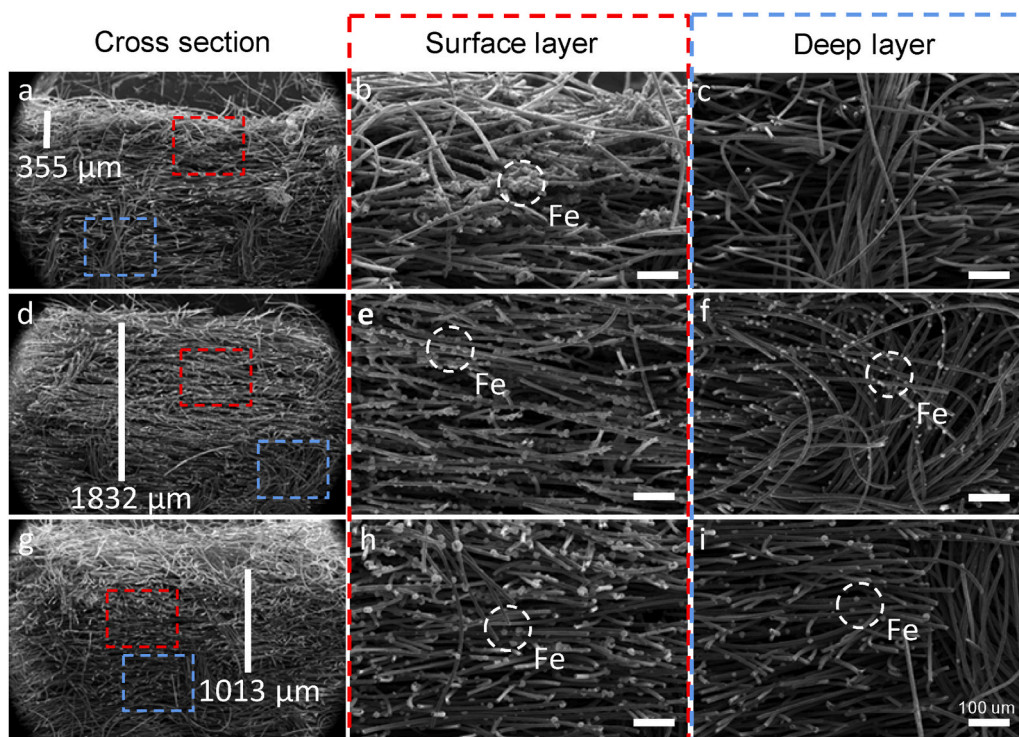 Cross section
Surface layer
Deep layer
a
355 µm
b
Fe
c
d
1832 µm
e
Fe
f
Fe
g
1013 µm
h
Fe
i
Fe
100 um